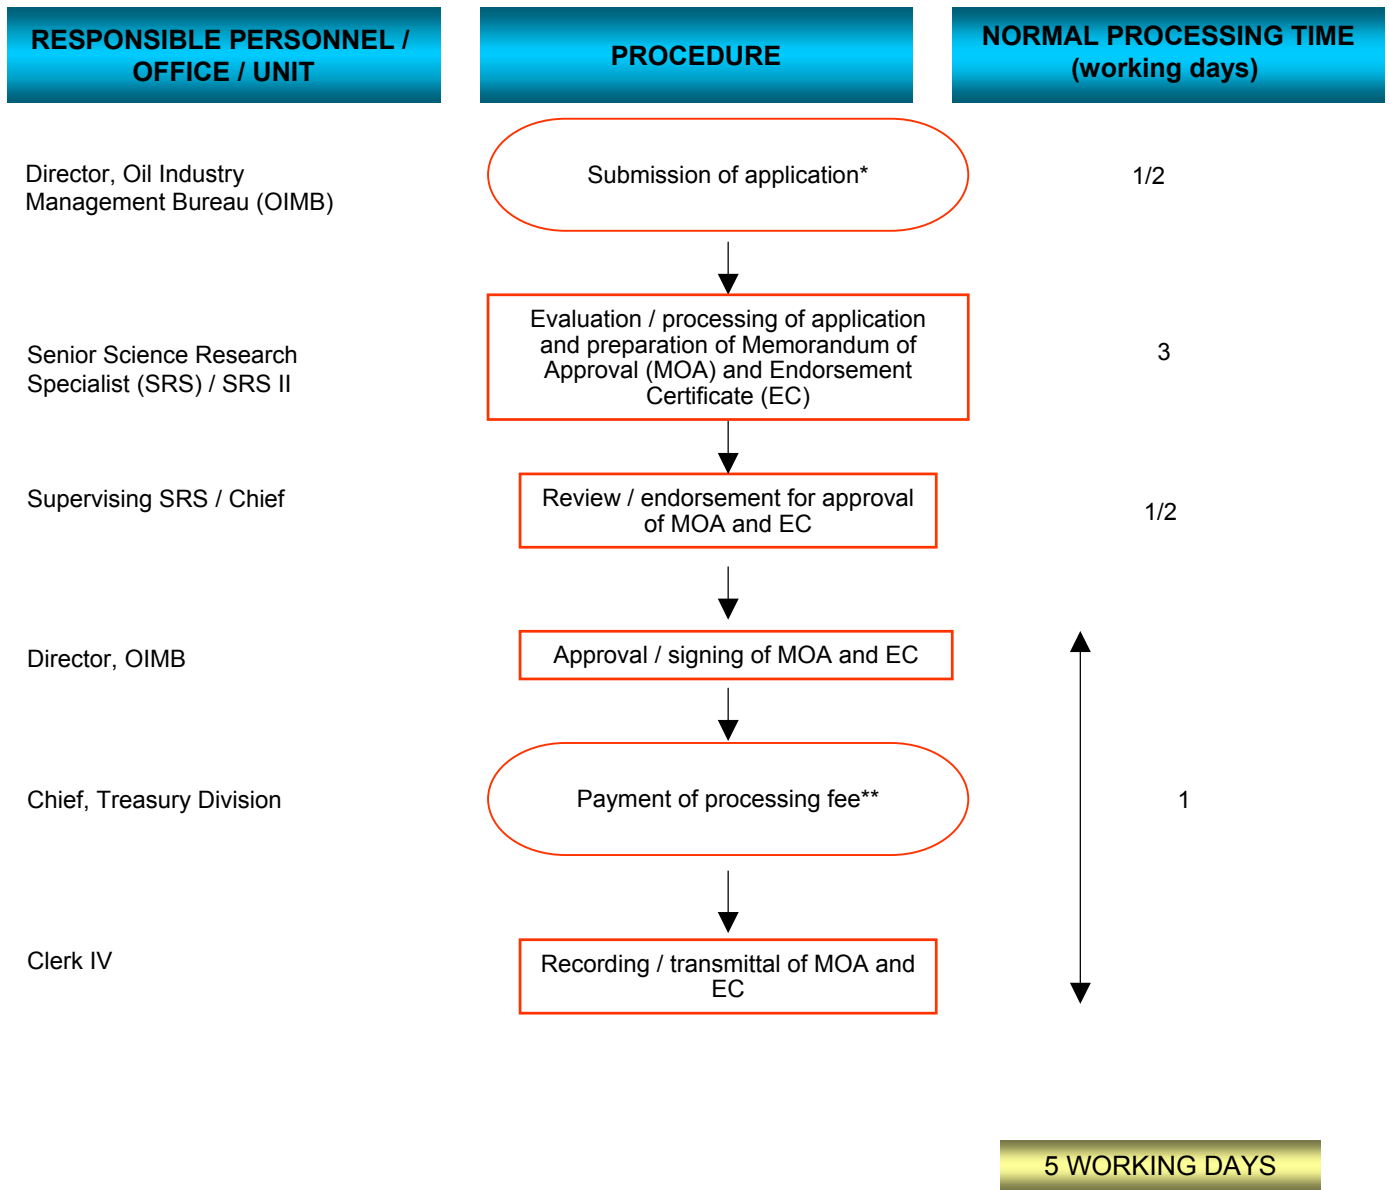 RESPONSIBLE PERSONNEL /
OFFICE / UNIT
PROCEDURE
NORMAL PROCESSING TIME
(working days)
Director, Oil Industry
Management Bureau (OIMB)
Submission of application*
1/2
Senior Science Research
Specialist (SRS) / SRS II
Evaluation / processing of application
and preparation of Memorandum of
Approval (MOA) and Endorsement
Certificate (EC)
3
Supervising SRS / Chief
Review / endorsement for approval
of MOA and EC
1/2
Director, OIMB
Approval / signing of MOA and EC
Chief, Treasury Division
Payment of processing fee**
1
Clerk IV
Recording / transmittal of MOA and
EC
5 WORKING DAYS